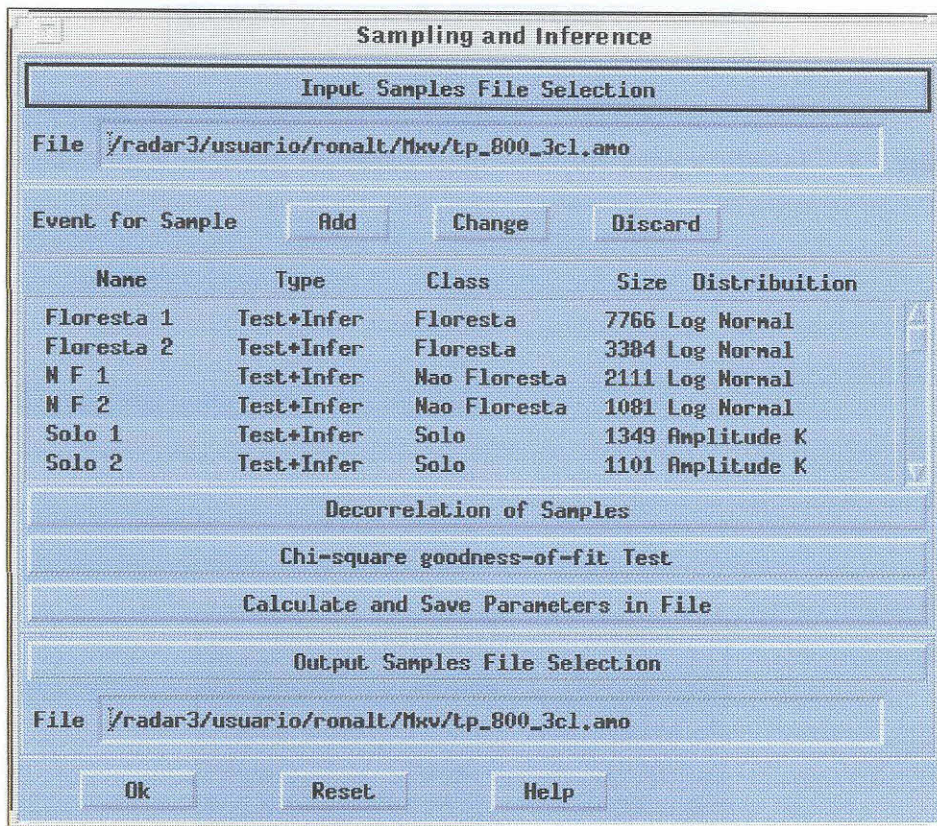 Sampling and Inference
Input Samples File Selection
File /radar3/usuario/ronalt/Mxv/tp_800_3cl.amo
Event for Sample Add Change Discard
Name Type Class Size Distribuition
Floresta 1 Test+Infer Floresta 7766 Log Normal
Floresta 2 Test+Infer Floresta 3384 Log Normal
N F 1 Test+Infer Nao Floresta 2111 Log Normal
N F 2 Test+Infer Nao Floresta 1081 Log Normal
Solo 1 Test+Infer Solo 1349 Amplitude K
Solo 2 Test+Infer Solo 1101 Amplitude K
Decorrelation of Samples
Chi-square goodness-of-fit Test
Calculate and Save Parameters in File
Output Samples File Selection
File /radar3/usuario/ronalt/Mxv/tp_800_3cl.amo
Ok Reset Help